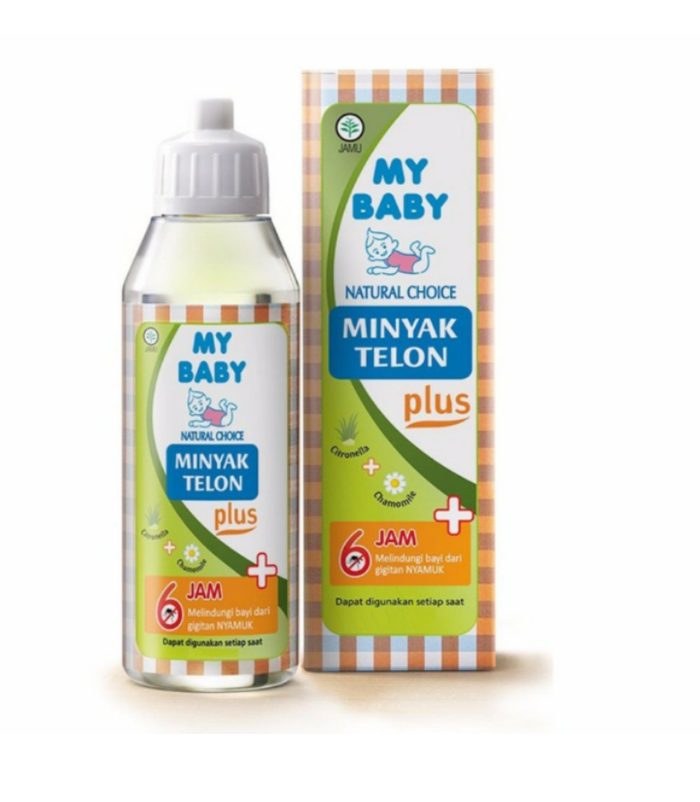 JAMU
MY
BABY
NATURAL CHOICE
MINYAK
TELON
plus
Citronella
+
Chamomile
+
6 JAM
Melindungi bayi dari
gigitan NYAMUK
Dapat digunakan setiap saat
JAMU
MY
BABY
NATURAL CHOICE
MINYAK
TELON
plus
Citronella
+
Chamomile
+
6 JAM
Melindungi bayi dari
gigitan NYAMUK
Dapat digunakan setiap saat